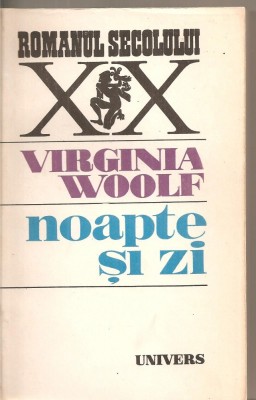 ROMANUL SECOLULUI
XX
VIRGINIA
WOOLF
noapte
și zi
UNIVERS